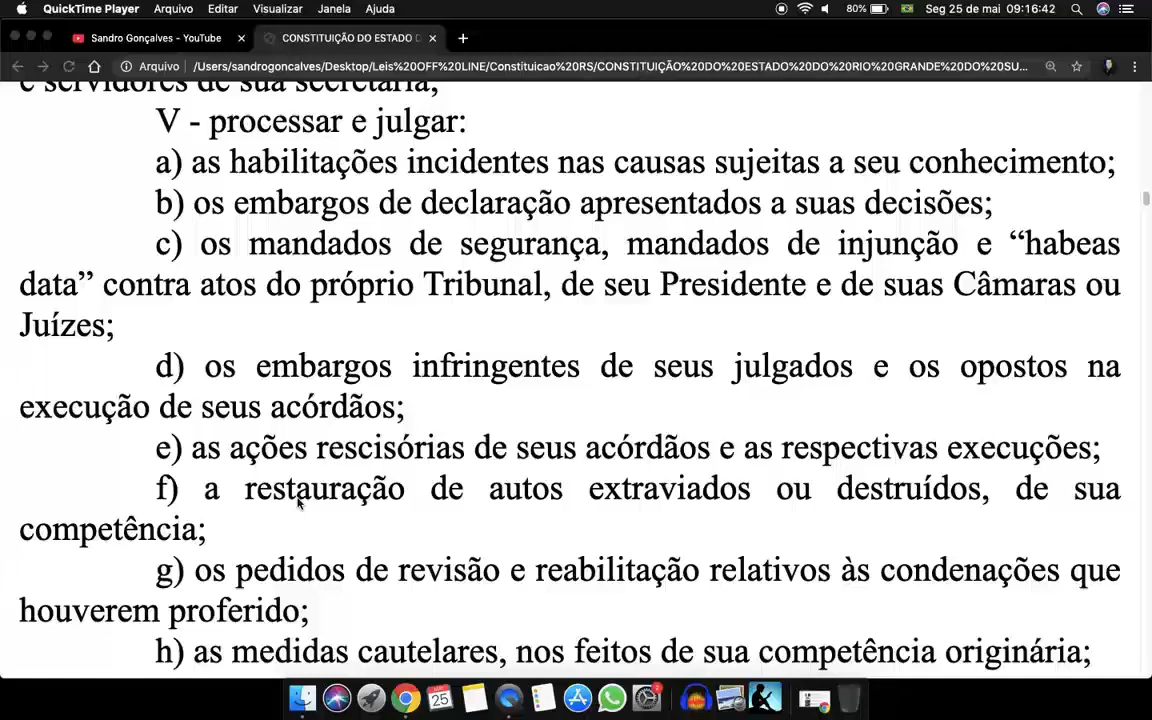 QuickTime Player Arquivo Editar Visualizar Janela Ajuda 80% Seg 25 de mai 09:16:42
Sandro Gonçalves - YouTube × CONSTITUIÇÃO DO ESTADO × +
Arquivo /Users/sandrogoncalves/Desktop/Leis%20OFF%20LINE/Constituicao%20RS/CONSTITUIÇÃO%20DO%20ESTADO%20DO%20RIO%20GRANDE%20DO%20SU...
e servidores de sua secretaria;
V - processar e julgar:
a) as habilitações incidentes nas causas sujeitas a seu conhecimento;
b) os embargos de declaração apresentados a suas decisões;
c) os mandados de segurança, mandados de injunção e “habeas
data” contra atos do próprio Tribunal, de seu Presidente e de suas Câmaras ou
Juízes;
d) os embargos infringentes de seus julgados e os opostos na
execução de seus acórdãos;
e) as ações rescisórias de seus acórdãos e as respectivas execuções;
f) a restauração de autos extraviados ou destruídos, de sua
competência;
g) os pedidos de revisão e reabilitação relativos às condenações que
houverem proferido;
h) as medidas cautelares, nos feitos de sua competência originária;
25